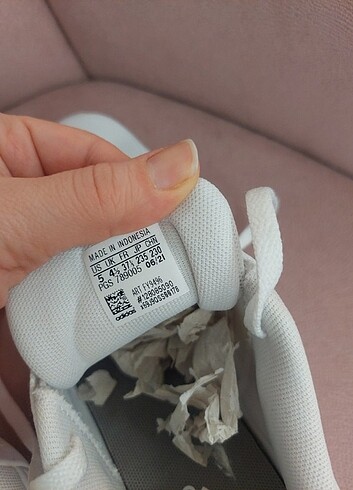 MADE IN INDONESIA
US UK FR JP CHN
5 4½ 37⅓ 235 230
PGS 789005 06/21
ART FY9496
#128085090
adidas